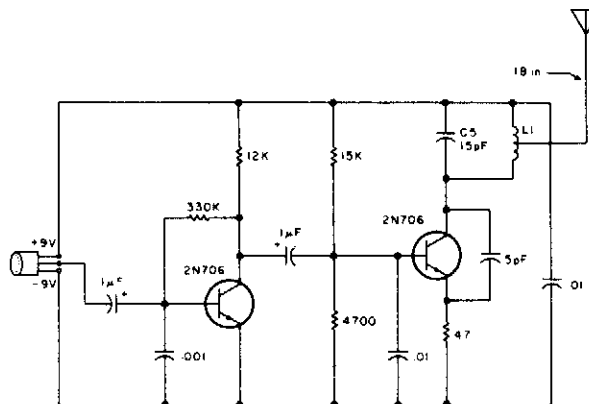 18 in
C5
15pF
L1
12K
15K
330K
2N706
+9V
1µF
+
1µF
+
2N706
5pF
-9V
.001
4700
.01
47
.01